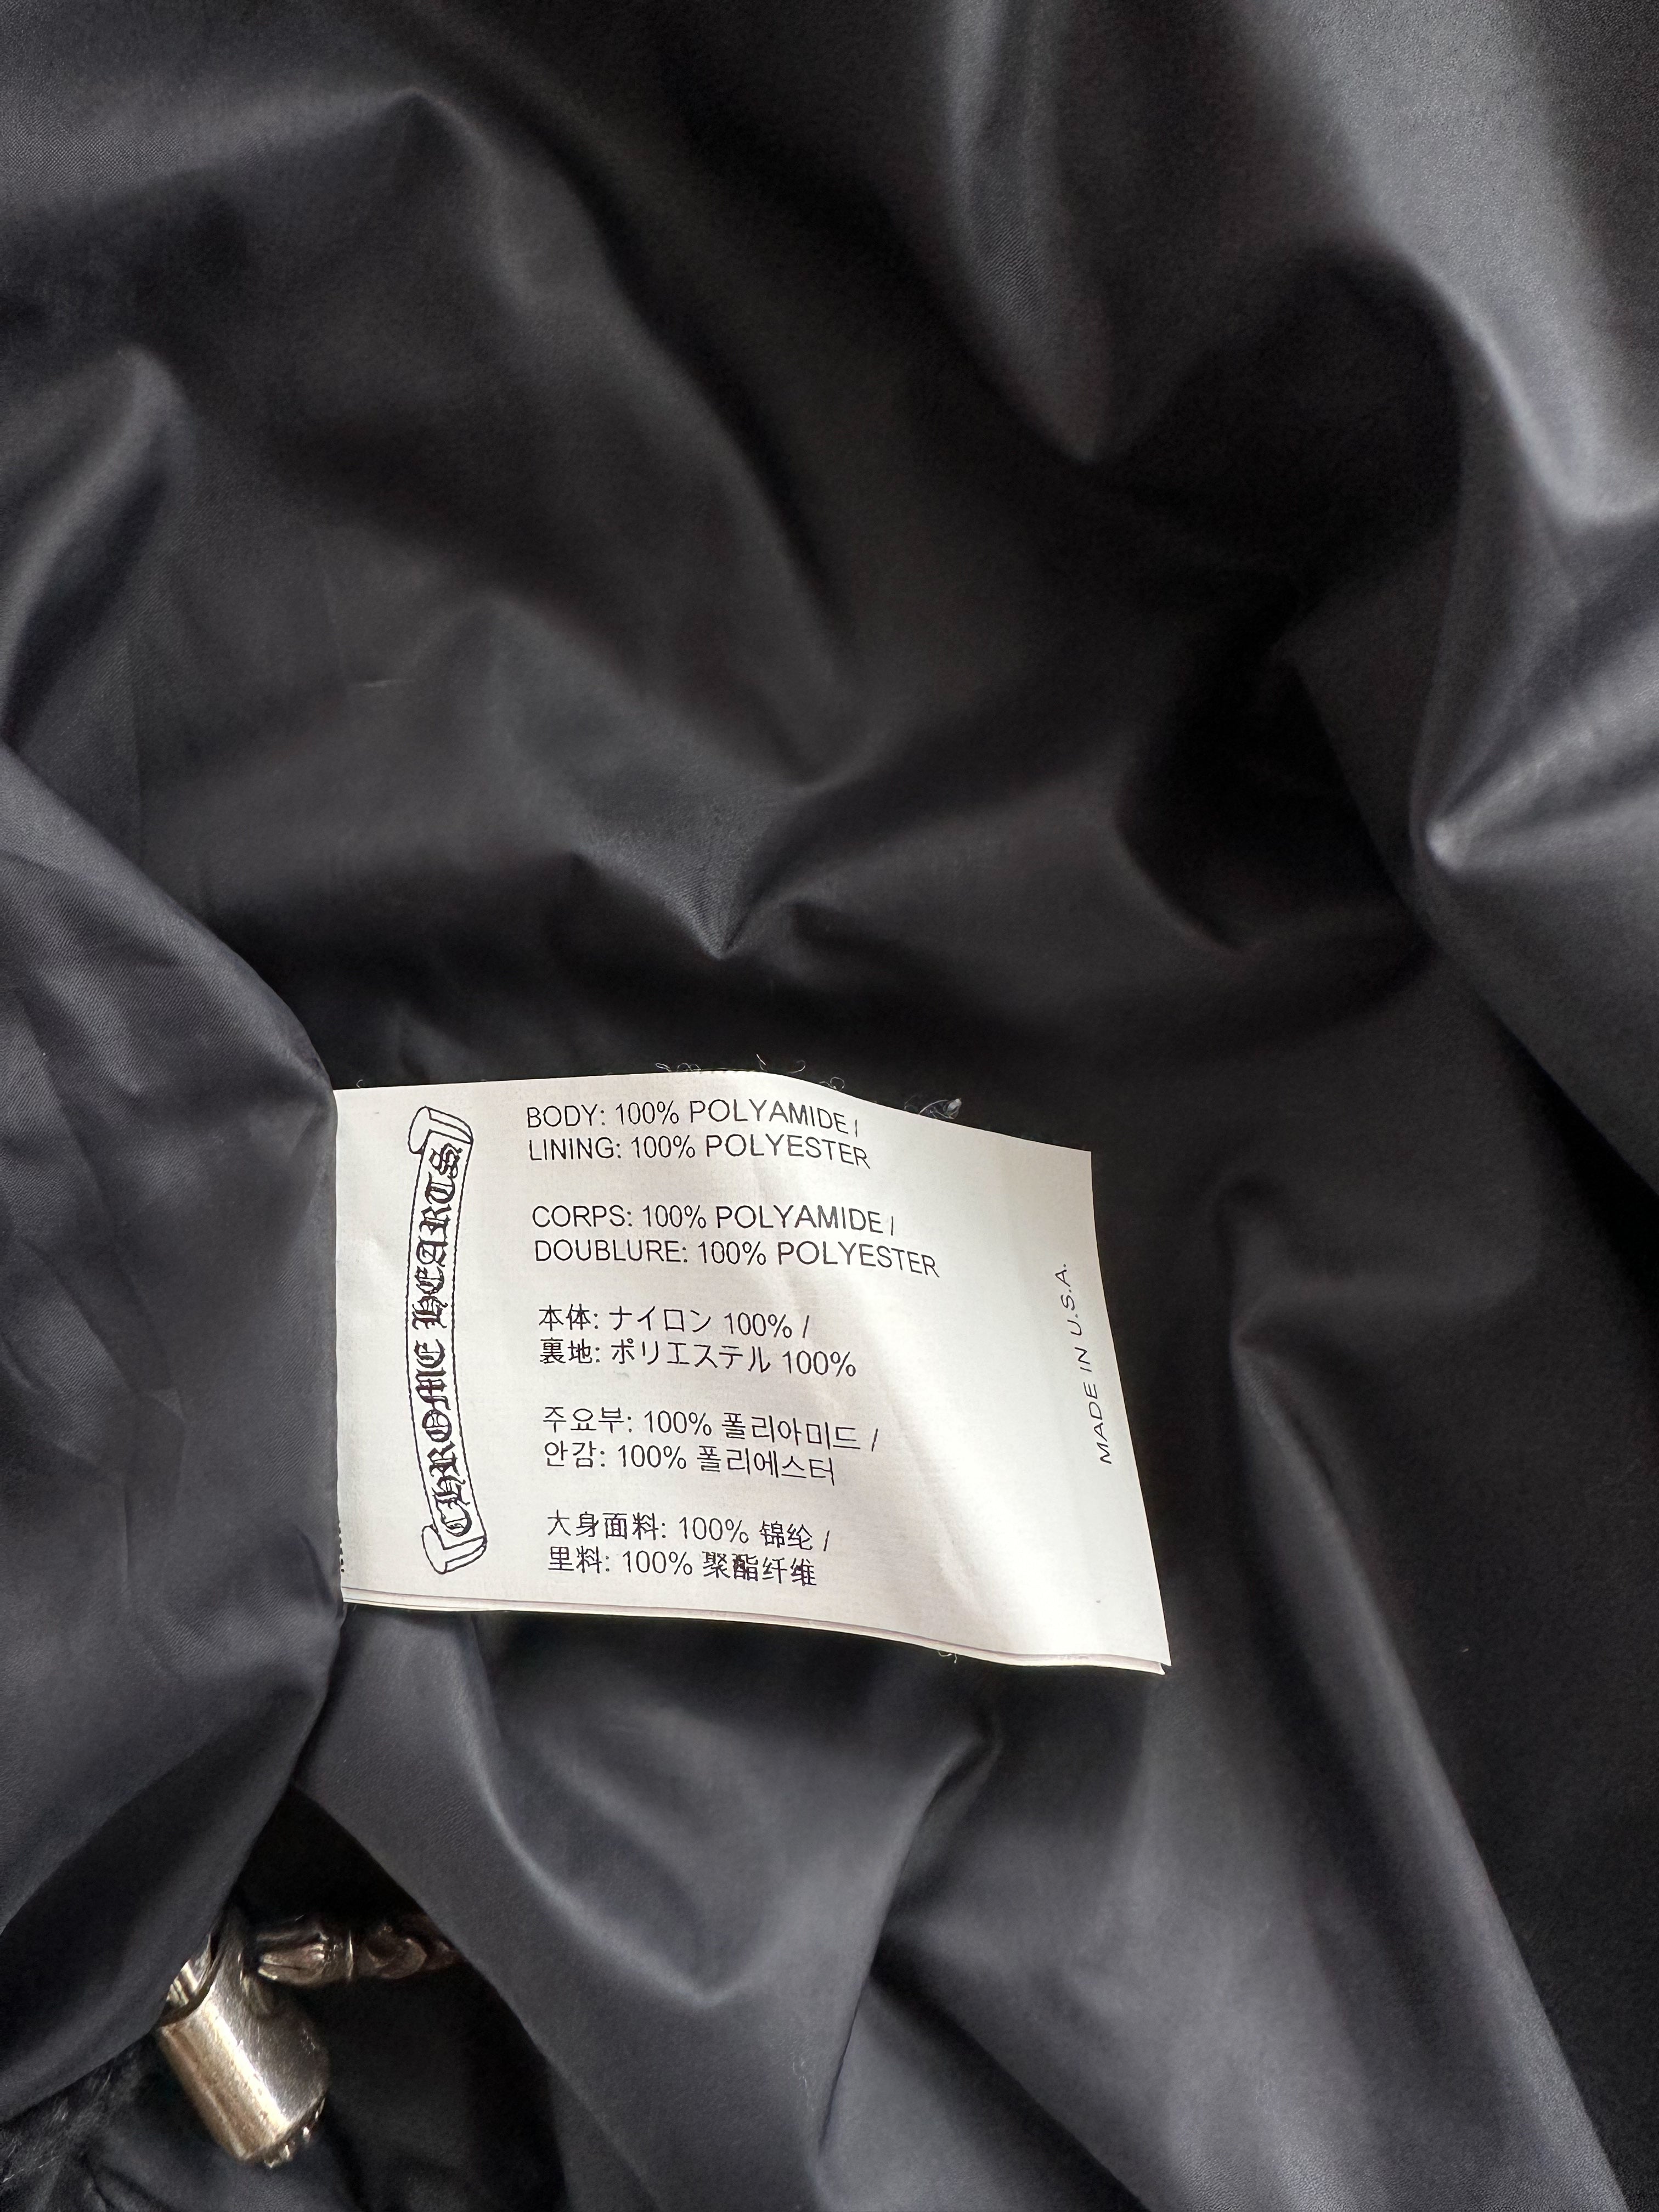 CHROME HEARTS
BODY: 100% POLYAMIDE /
LINING: 100% POLYESTER
CORPS: 100% POLYAMIDE /
DOUBLURE: 100% POLYESTER
本体: ナイロン 100% /
裏地: ポリエステル 100%
주요부: 100% 폴리아미드 /
안감: 100% 폴리에스터
大身面料: 100% 锦纶 /
里料: 100% 聚酯纤维
MADE IN U.S.A.